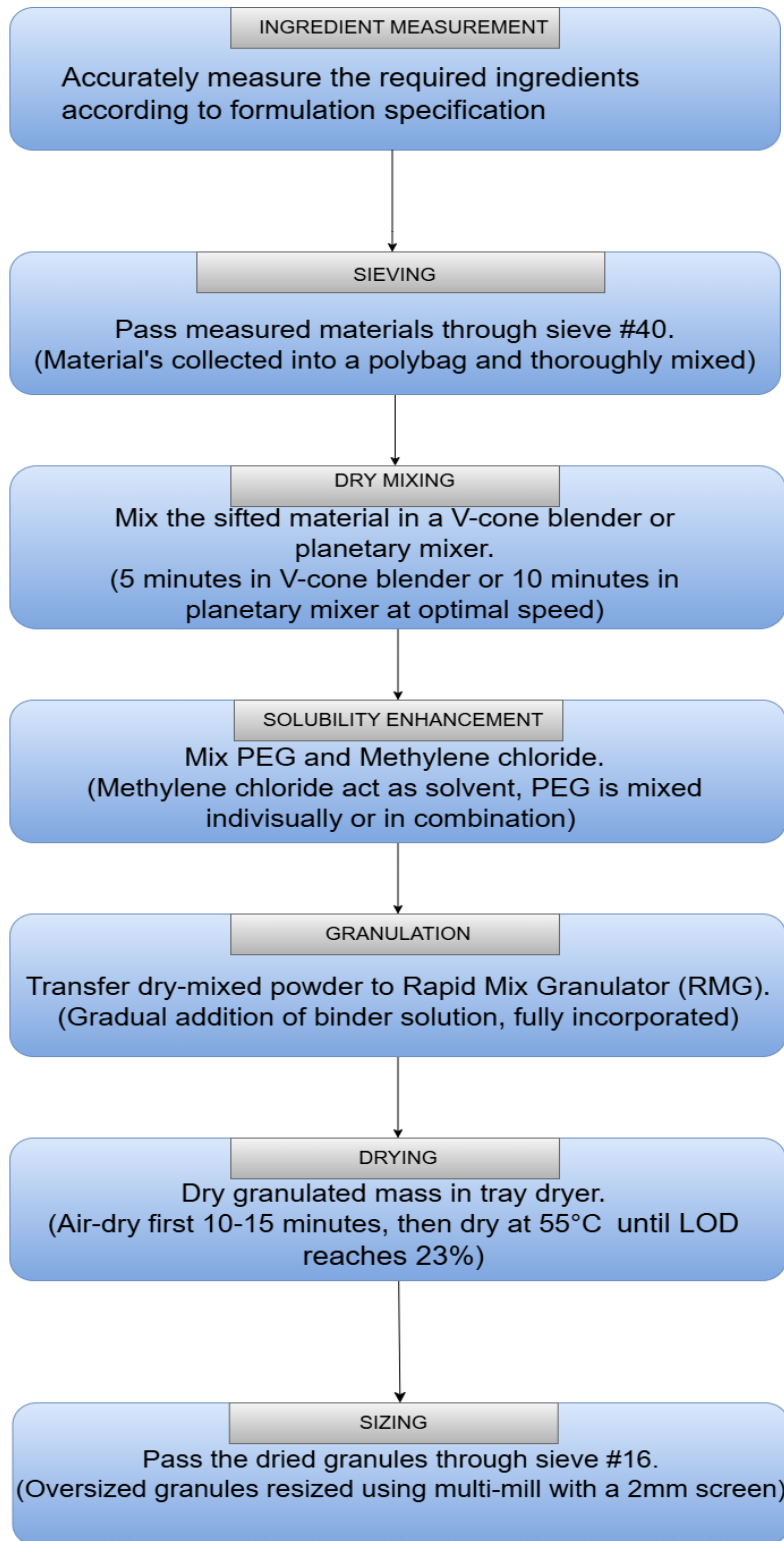 INGREDIENT MEASUREMENT
Accurately measure the required ingredients
according to formulation specification
SIEVING
Pass measured materials through sieve #40.
(Material's collected into a polybag and thoroughly mixed)
DRY MIXING
Mix the sifted material in a V-cone blender or
planetary mixer.
(5 minutes in V-cone blender or 10 minutes in
planetary mixer at optimal speed)
SOLUBILITY ENHANCEMENT
Mix PEG and Methylene chloride.
(Methylene chloride act as solvent, PEG is mixed
indivisually or in combination)
GRANULATION
Transfer dry-mixed powder to Rapid Mix Granulator (RMG).
(Gradual addition of binder solution, fully incorporated)
DRYING
Dry granulated mass in tray dryer.
(Air-dry first 10-15 minutes, then dry at 55°C until LOD
reaches 23%)
SIZING
Pass the dried granules through sieve #16.
(Oversized granules resized using multi-mill with a 2mm screen)